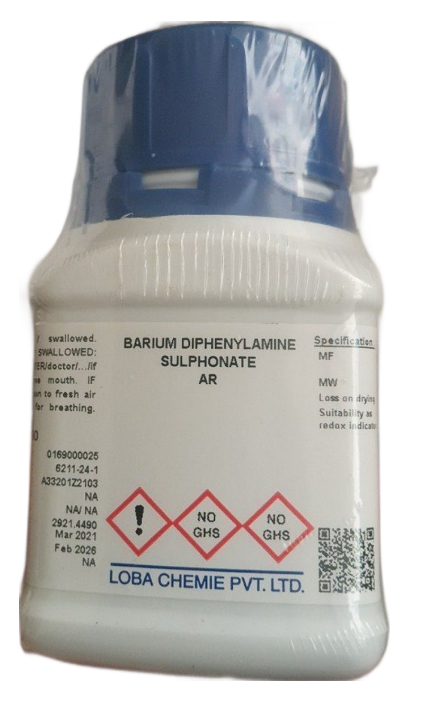 swallowed.
SWALLOWED:
/doctor/.../if
mouth. IF
to fresh air
for breathing.
0169000025
6211-24-1
A33201Z2103
NA
NA/ NA
2921.4490
Mar 2021
Feb 2026
NA
BARIUM DIPHENYLAMINE
SULPHONATE
AR
!
NO
GHS
NO
GHS
LOBA CHEMIE PVT. LTD.
Specification
MF
MW
Loss on drying
Suitability as
redox indicator